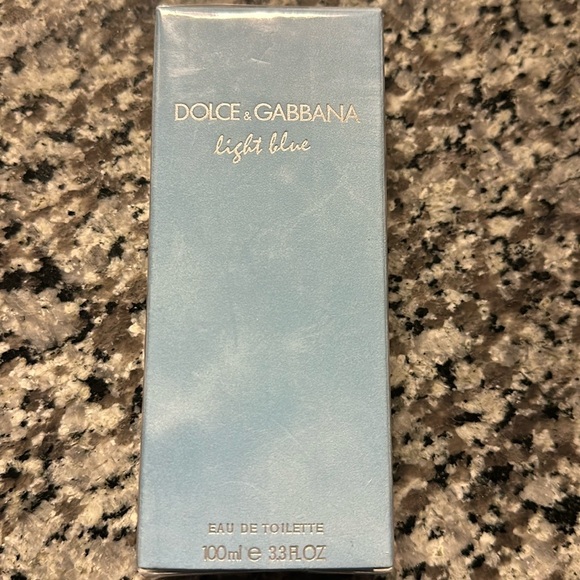 DOLCE & GABBANA
light blue
EAU DE TOILETTE
100ml e 3.3 FL.OZ